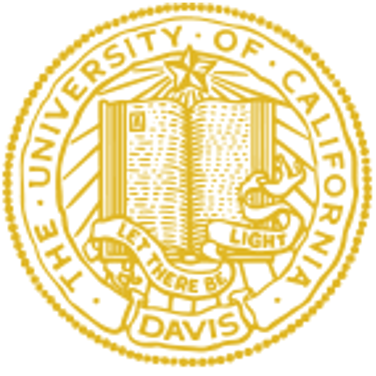 · THE · UNIVERSITY · OF · CALIFORNIA ·
LET THERE BE LIGHT
DAVIS